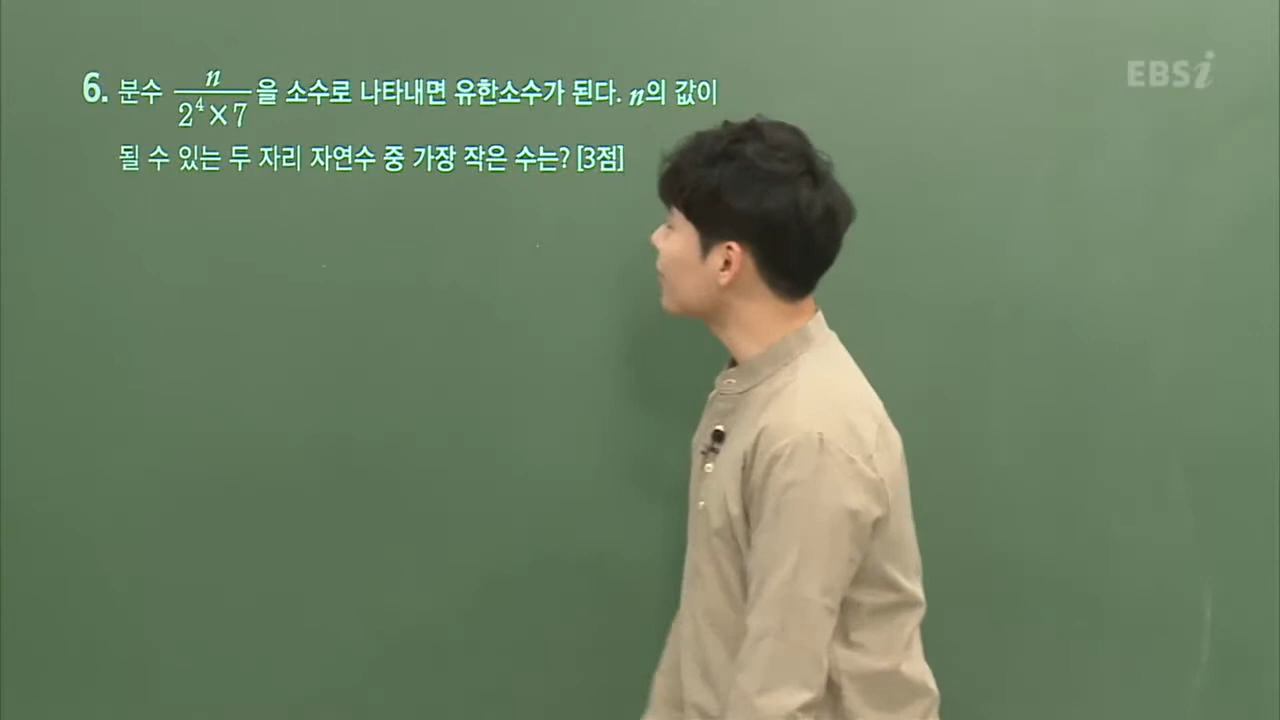 6. 분수 n/(2⁴×7)을 소수로 나타내면 유한소수가 된다. n의 값이
될 수 있는 두 자리 자연수 중 가장 작은 수는? [3점]
EBSi